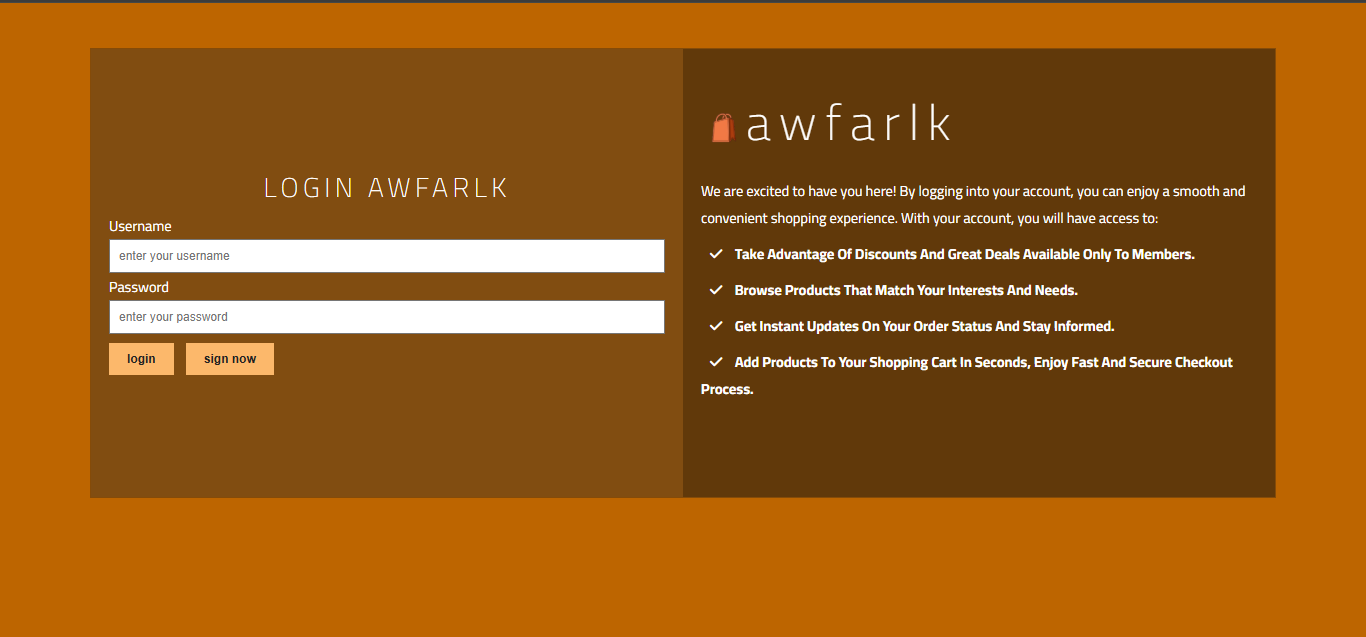 LOGIN AWFARLK
Username
enter your username
Password
enter your password
login
sign now
awfarlk
We are excited to have you here! By logging into your account, you can enjoy a smooth and
convenient shopping experience. With your account, you will have access to:
Take Advantage Of Discounts And Great Deals Available Only To Members.
Browse Products That Match Your Interests And Needs.
Get Instant Updates On Your Order Status And Stay Informed.
Add Products To Your Shopping Cart In Seconds, Enjoy Fast And Secure Checkout
Process.